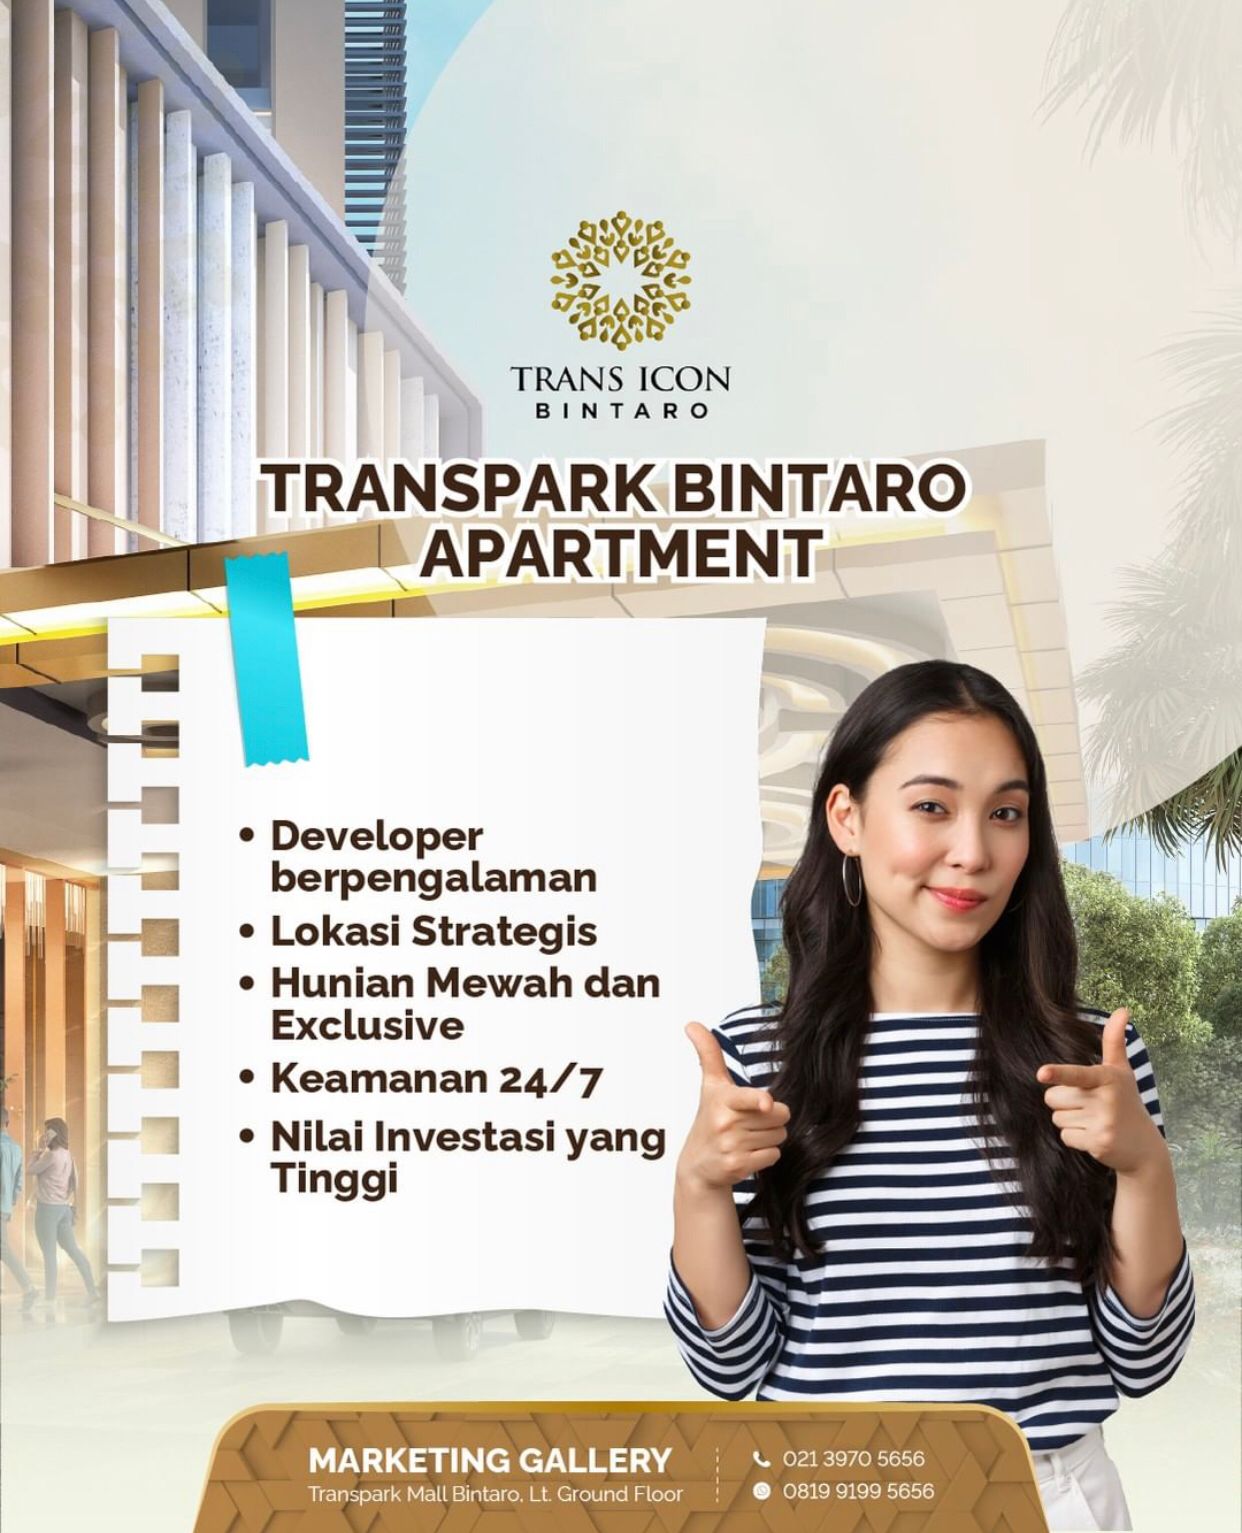 TRANS ICON
BINTARO
TRANSPARK BINTARO
APARTMENT
• Developer
berpengalaman
• Lokasi Strategis
• Hunian Mewah dan
Exclusive
• Keamanan 24/7
• Nilai Investasi yang
Tinggi
MARKETING GALLERY
Transpark Mall Bintaro, Lt. Ground Floor
021 3970 5656
0819 9199 5656